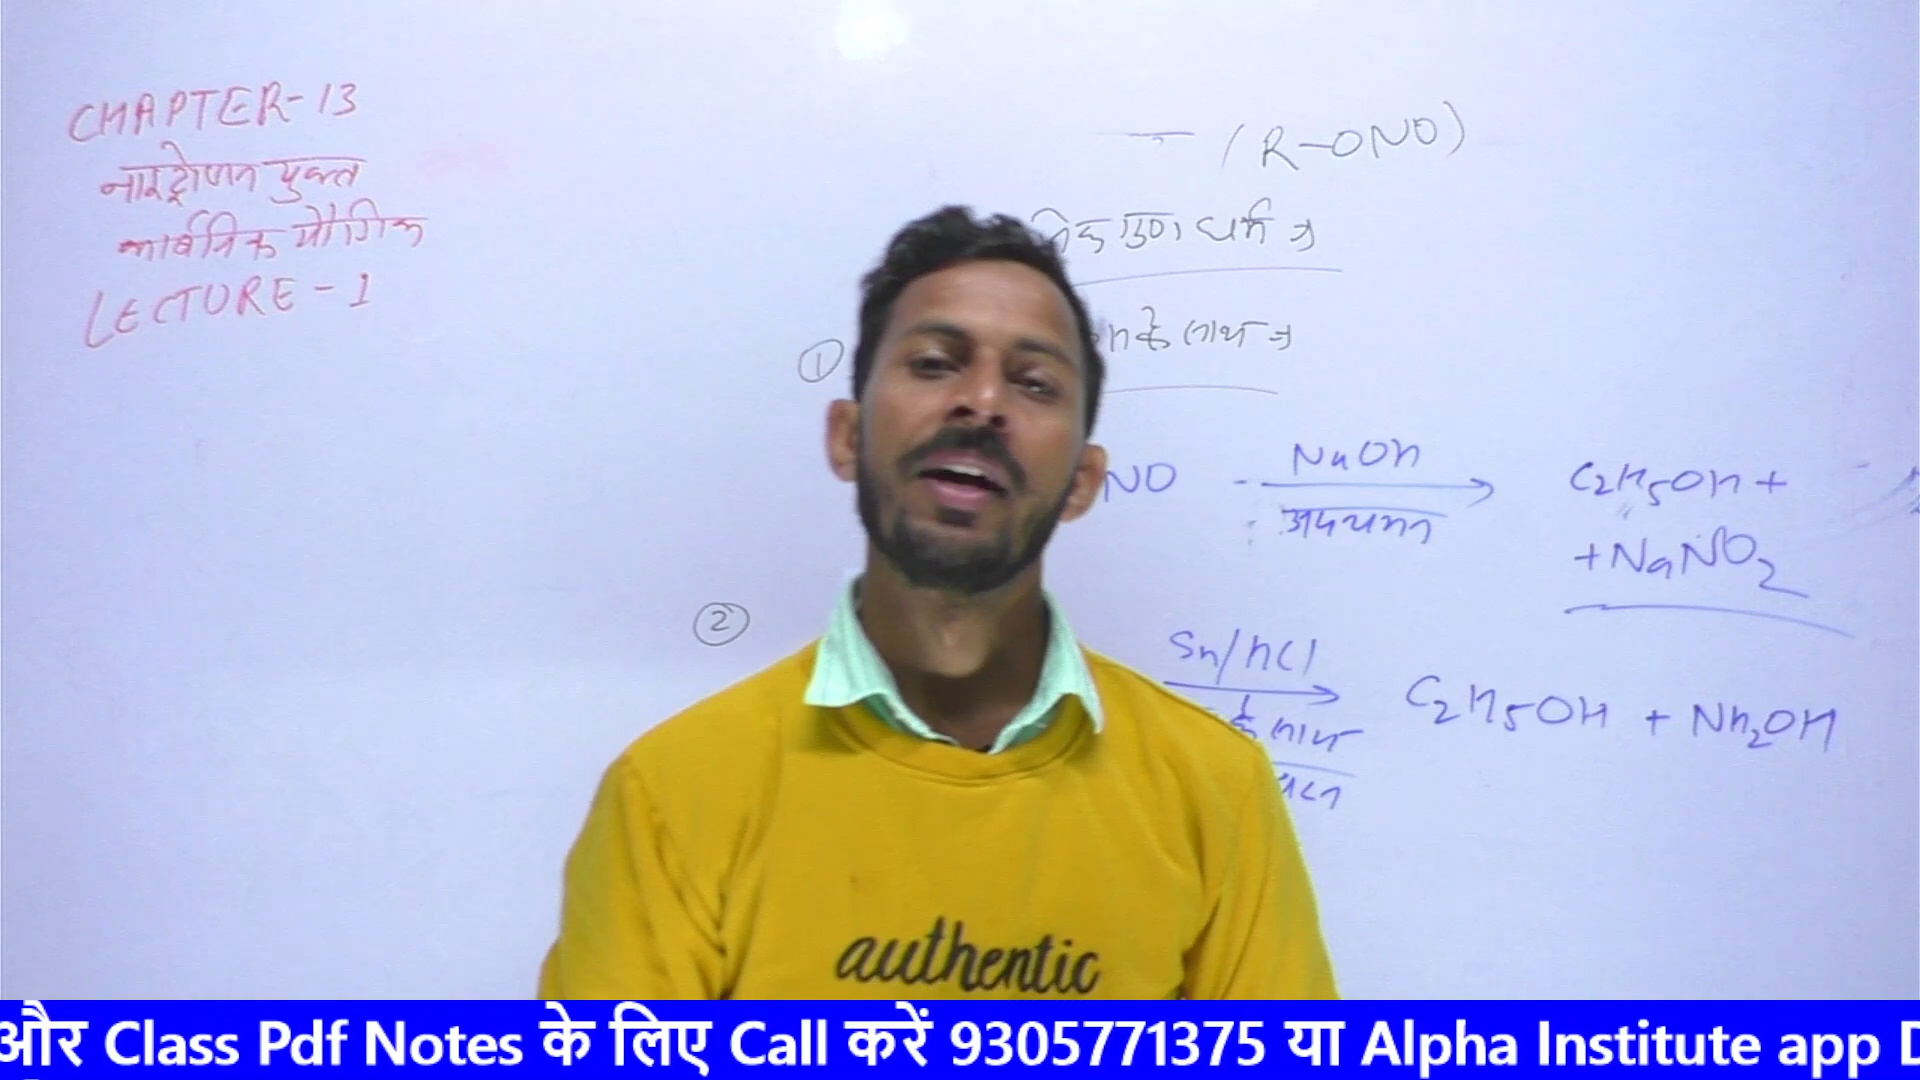 CHAPTER-13
नाइट्रोजन युक्त
कार्बनिक यौगिक
LECTURE-1
(R-ONO)
गुण धर्म →
①
के साथ →
NO
NaOH
अपघटन
C2H5OH +
+NaNO2
②
Sn/HCl
के साथ
C2H5OH + NH2OH
authentic
और Class Pdf Notes के लिए Call करें 9305771375 या Alpha Institute app D